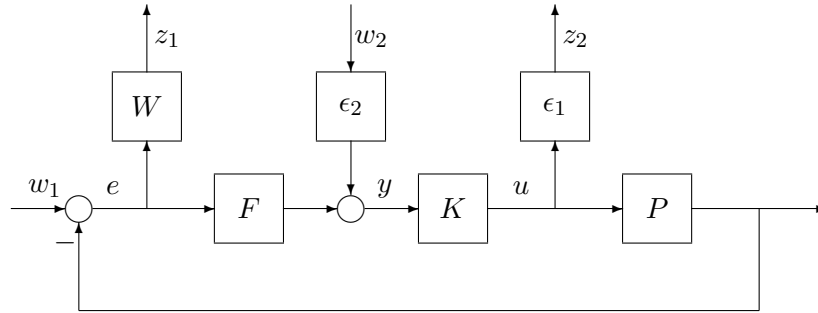 z₁ w₂ z₂
W ϵ₂ ϵ₁
w₁ e F y K u P
−